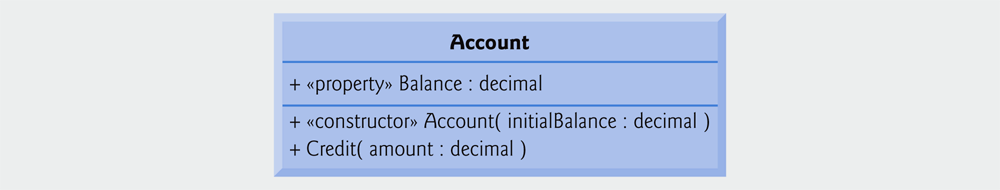 Account
+ «property» Balance : decimal
+ «constructor» Account( initialBalance : decimal )
+ Credit( amount : decimal )